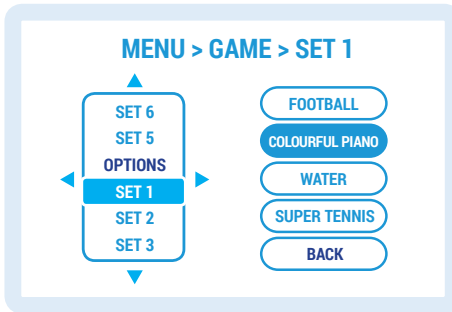 MENU > GAME > SET 1
SET 6
SET 5
OPTIONS
SET 1
SET 2
SET 3
FOOTBALL
COLOURFUL PIANO
WATER
SUPER TENNIS
BACK